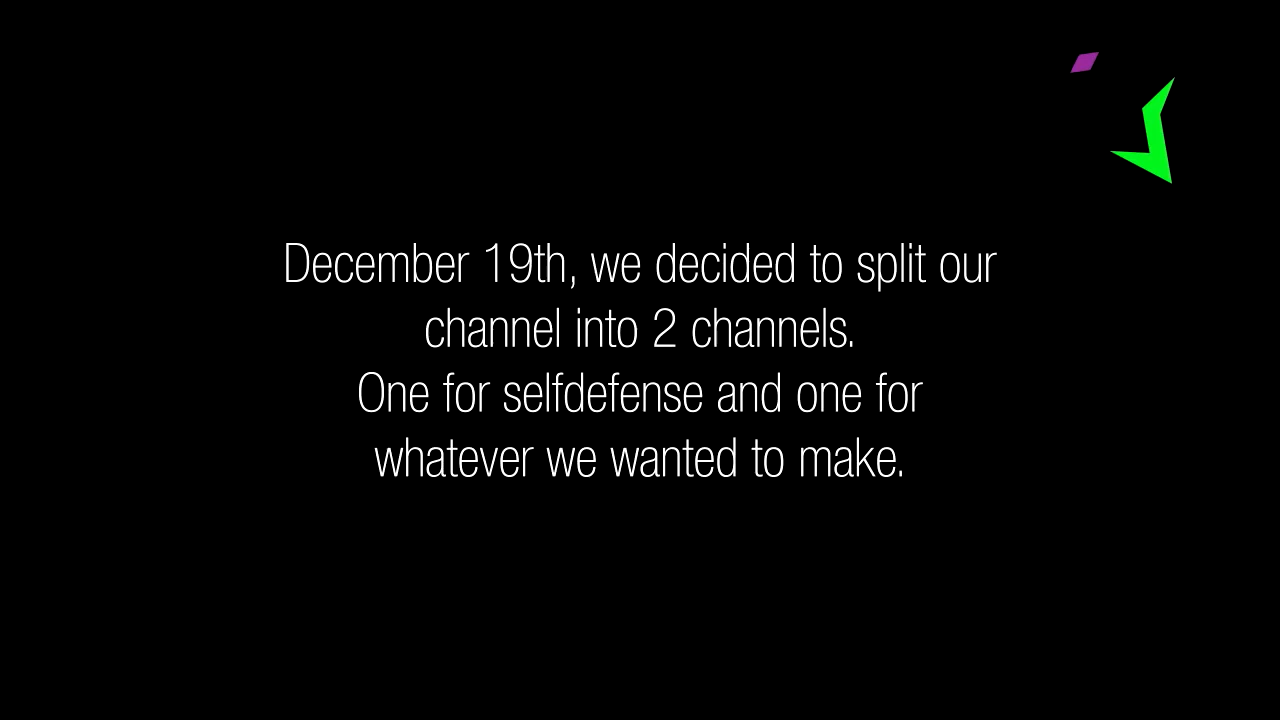 December 19th, we decided to split our
channel into 2 channels.
One for selfdefense and one for
whatever we wanted to make.